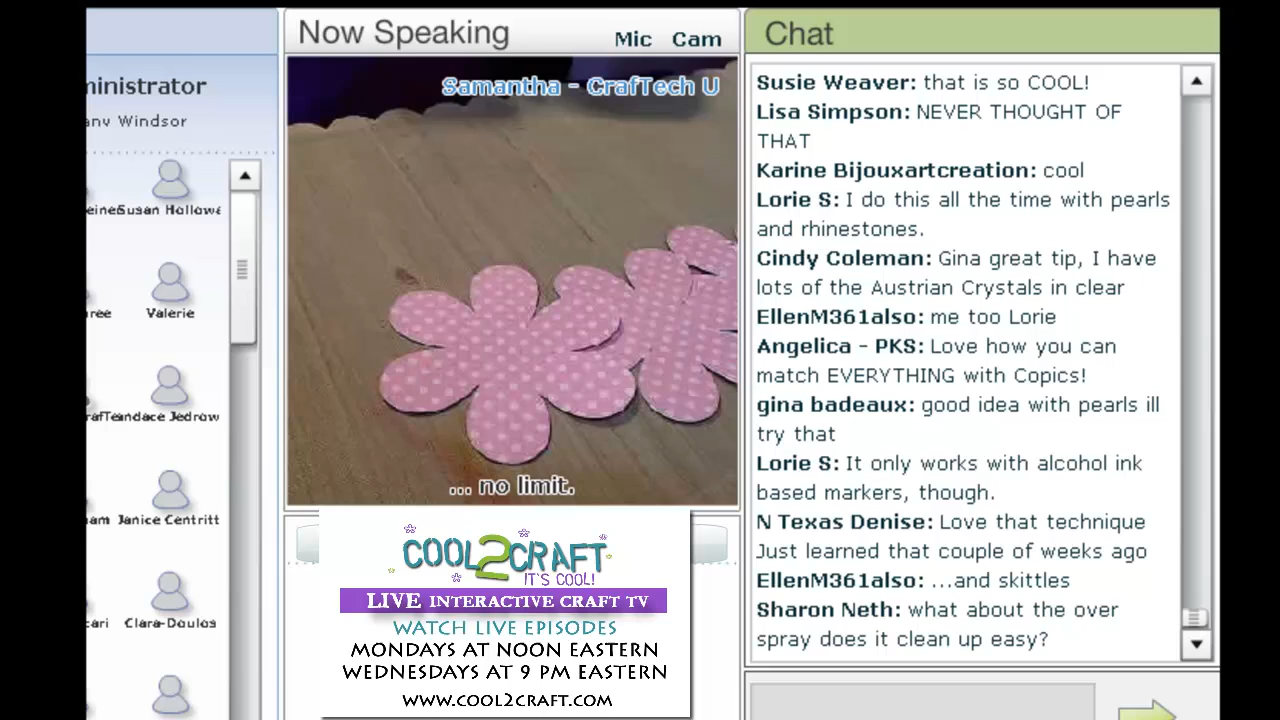 ministrator
any Windsor
Susan Hollowa
ree
Valerie
Candace Jedrow
Janice Centritt
cari
Clara-Doulos
Now Speaking
Mic Cam
Samantha - CrafTech U
... no limit.
COOL2CRAFT
IT'S COOL!
LIVE INTERACTIVE CRAFT TV
WATCH LIVE EPISODES
MONDAYS AT NOON EASTERN
WEDNESDAYS AT 9 PM EASTERN
WWW.COOL2CRAFT.COM
Chat
Susie Weaver: that is so COOL!
Lisa Simpson: NEVER THOUGHT OF
THAT
Karine Bijouxartcreation: cool
Lorie S: I do this all the time with pearls
and rhinestones.
Cindy Coleman: Gina great tip, I have
lots of the Austrian Crystals in clear
EllenM361also: me too Lorie
Angelica - PKS: Love how you can
match EVERYTHING with Copics!
gina badeaux: good idea with pearls ill
try that
Lorie S: It only works with alcohol ink
based markers, though.
N Texas Denise: Love that technique
Just learned that couple of weeks ago
EllenM361also: ...and skittles
Sharon Neth: what about the over
spray does it clean up easy?